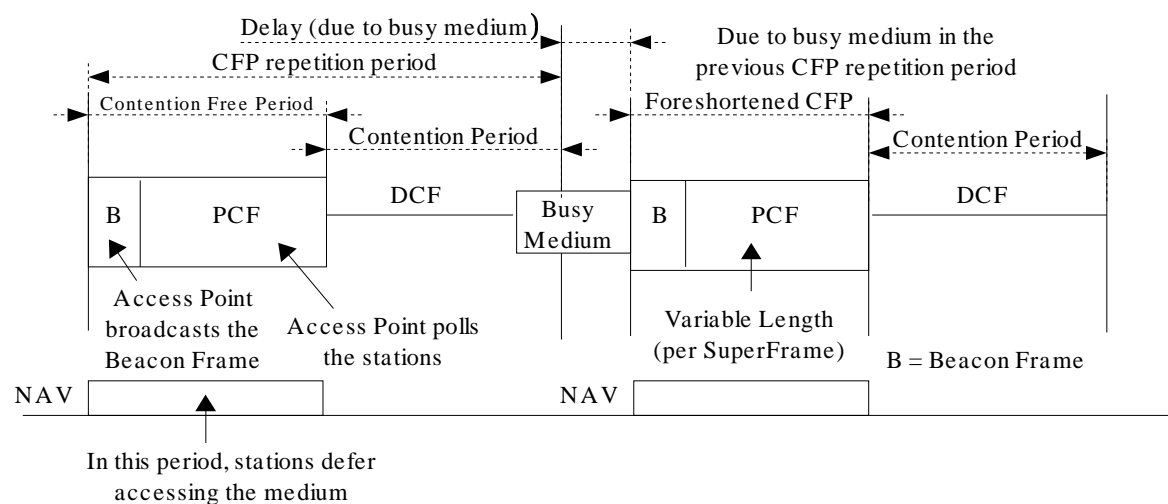 Delay (due to busy medium)
CFP repetition period
Due to busy medium in the
previous CFP repetition period
Contention Free Period
Foreshortened CFP
Contention Period
Contention Period
B
PCF
DCF
Busy
Medium
B
PCF
DCF
Access Point
broadcasts the
Beacon Frame
Access Point polls
the stations
Variable Length
(per SuperFrame)
B = Beacon Frame
NAV
NAV
In this period, stations defer
accessing the medium